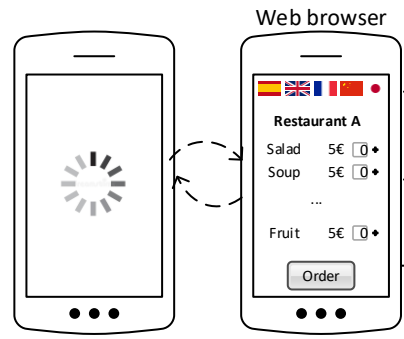 Web browser
Restaurant A
Salad 5€ 0 +
Soup 5€ 0 +
...
Fruit 5€ 0 +
Order